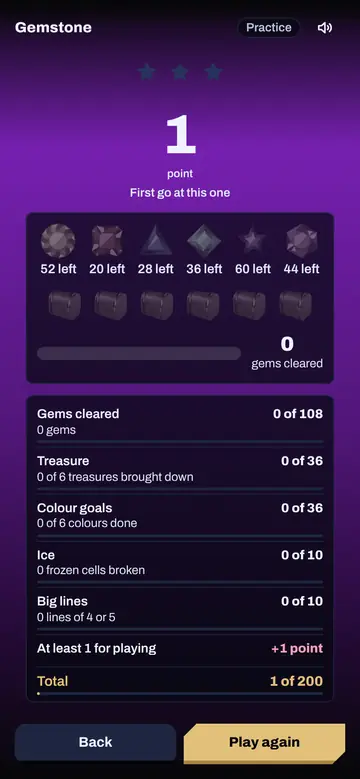 Gemstone
Practice
1
point
First go at this one
52 left 20 left 28 left 36 left 60 left 44 left
0
gems cleared
Gems cleared 0 of 108
0 gems
Treasure 0 of 36
0 of 6 treasures brought down
Colour goals 0 of 36
0 of 6 colours done
Ice 0 of 10
0 frozen cells broken
Big lines 0 of 10
0 lines of 4 or 5
At least 1 for playing +1 point
Total 1 of 200
Back Play again